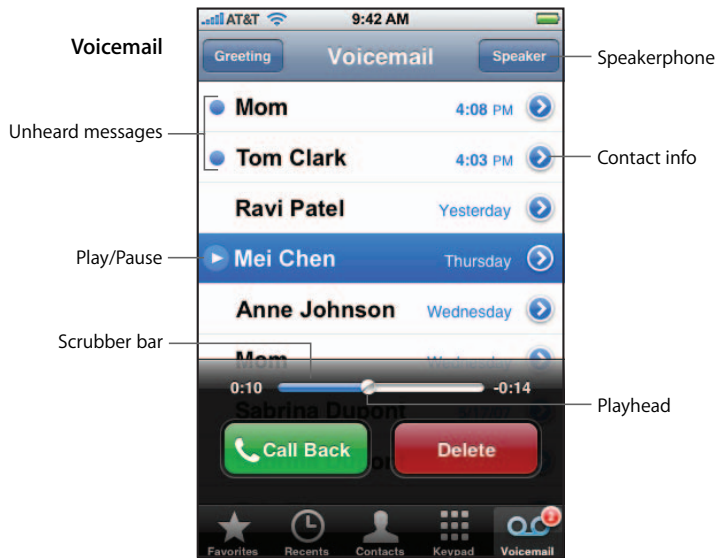 AT&T 9:42 AM
Voicemail
Greeting Voicemail Speaker
Speakerphone
Mom 4:08 PM
Unheard messages
Tom Clark 4:03 PM
Contact info
Ravi Patel Yesterday
Play/Pause
Mei Chen Thursday
Anne Johnson Wednesday
Scrubber bar
Mom Wednesday
0:10 -0:14
Playhead
Sabrina Dupont
Call Back Delete
Favorites Recents Contacts Keypad Voicemail